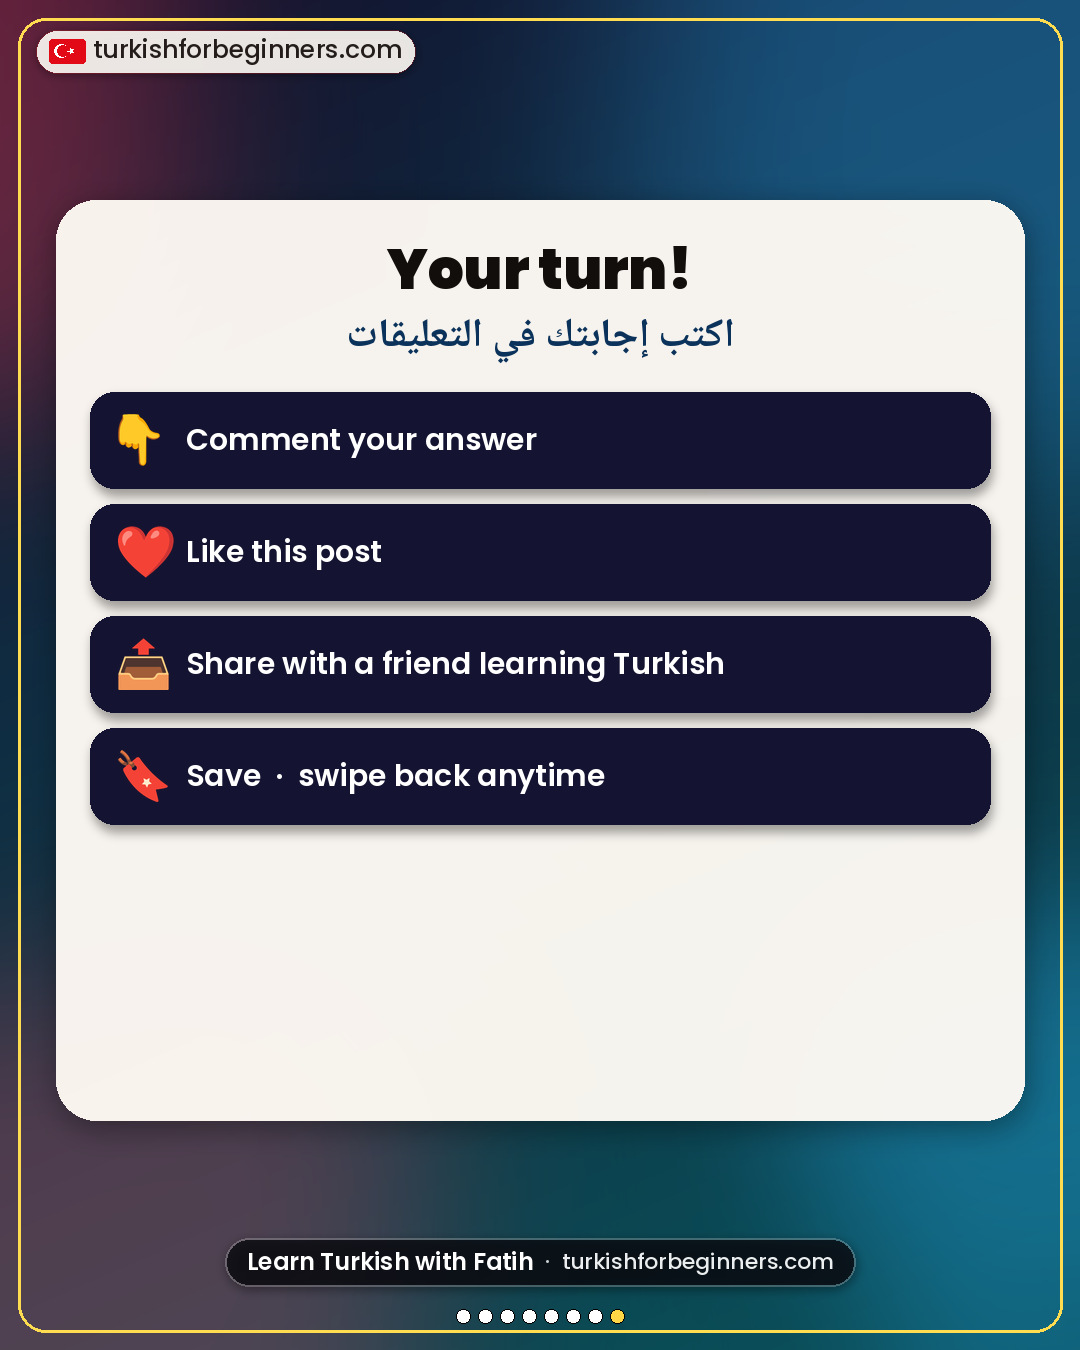 turkishforbeginners.com
Your turn!
اكتب إجابتك في التعليقات
Comment your answer
Like this post
Share with a friend learning Turkish
Save · swipe back anytime
Learn Turkish with Fatih · turkishforbeginners.com